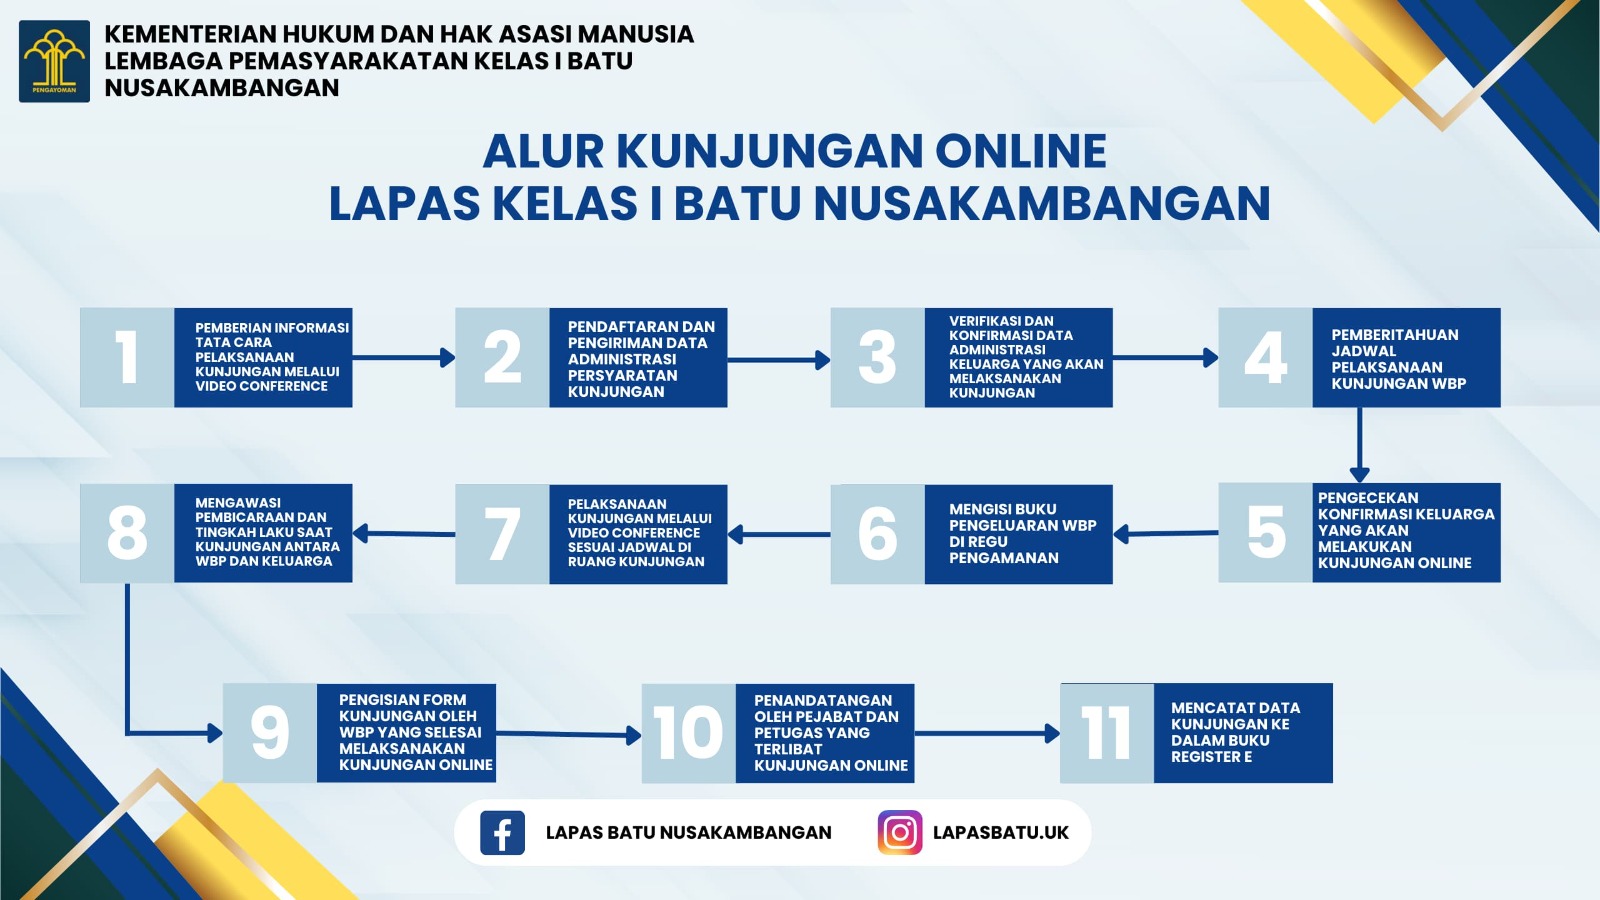 PENGAYOMAN
KEMENTERIAN HUKUM DAN HAK ASASI MANUSIA
LEMBAGA PEMASYARAKATAN KELAS I BATU
NUSAKAMBANGAN
ALUR KUNJUNGAN ONLINE
LAPAS KELAS I BATU NUSAKAMBANGAN
1
PEMBERIAN INFORMASI
TATA CARA
PELAKSANAAN
KUNJUNGAN MELALUI
VIDEO CONFERENCE
2
PENDAFTARAN DAN
PENGIRIMAN DATA
ADMINISTRASI
PERSYARATAN
KUNJUNGAN
3
VERIFIKASI DAN
KONFIRMASI DATA
ADMINISTRASI
KELUARGA YANG AKAN
MELAKSANAKAN
KUNJUNGAN
4
PEMBERITAHUAN
JADWAL
PELAKSANAAN
KUNJUNGAN WBP
5
PENGECEKAN
KONFIRMASI KELUARGA
YANG AKAN
MELAKUKAN
KUNJUNGAN ONLINE
6
MENGISI BUKU
PENGELUARAN WBP
DI REGU
PENGAMANAN
7
PELAKSANAAN
KUNJUNGAN MELALUI
VIDEO CONFERENCE
SESUAI JADWAL DI
RUANG KUNJUNGAN
8
MENGAWASI
PEMBICARAAN DAN
TINGKAH LAKU SAAT
KUNJUNGAN ANTARA
WBP DAN KELUARGA
9
PENGISIAN FORM
KUNJUNGAN OLEH
WBP YANG SELESAI
MELAKSANAKAN
KUNJUNGAN ONLINE
10
PENANDATANGAN
OLEH PEJABAT DAN
PETUGAS YANG
TERLIBAT
KUNJUNGAN ONLINE
11
MENCATAT DATA
KUNJUNGAN KE
DALAM BUKU
REGISTER E
LAPAS BATU NUSAKAMBANGAN
LAPASBATU.UK